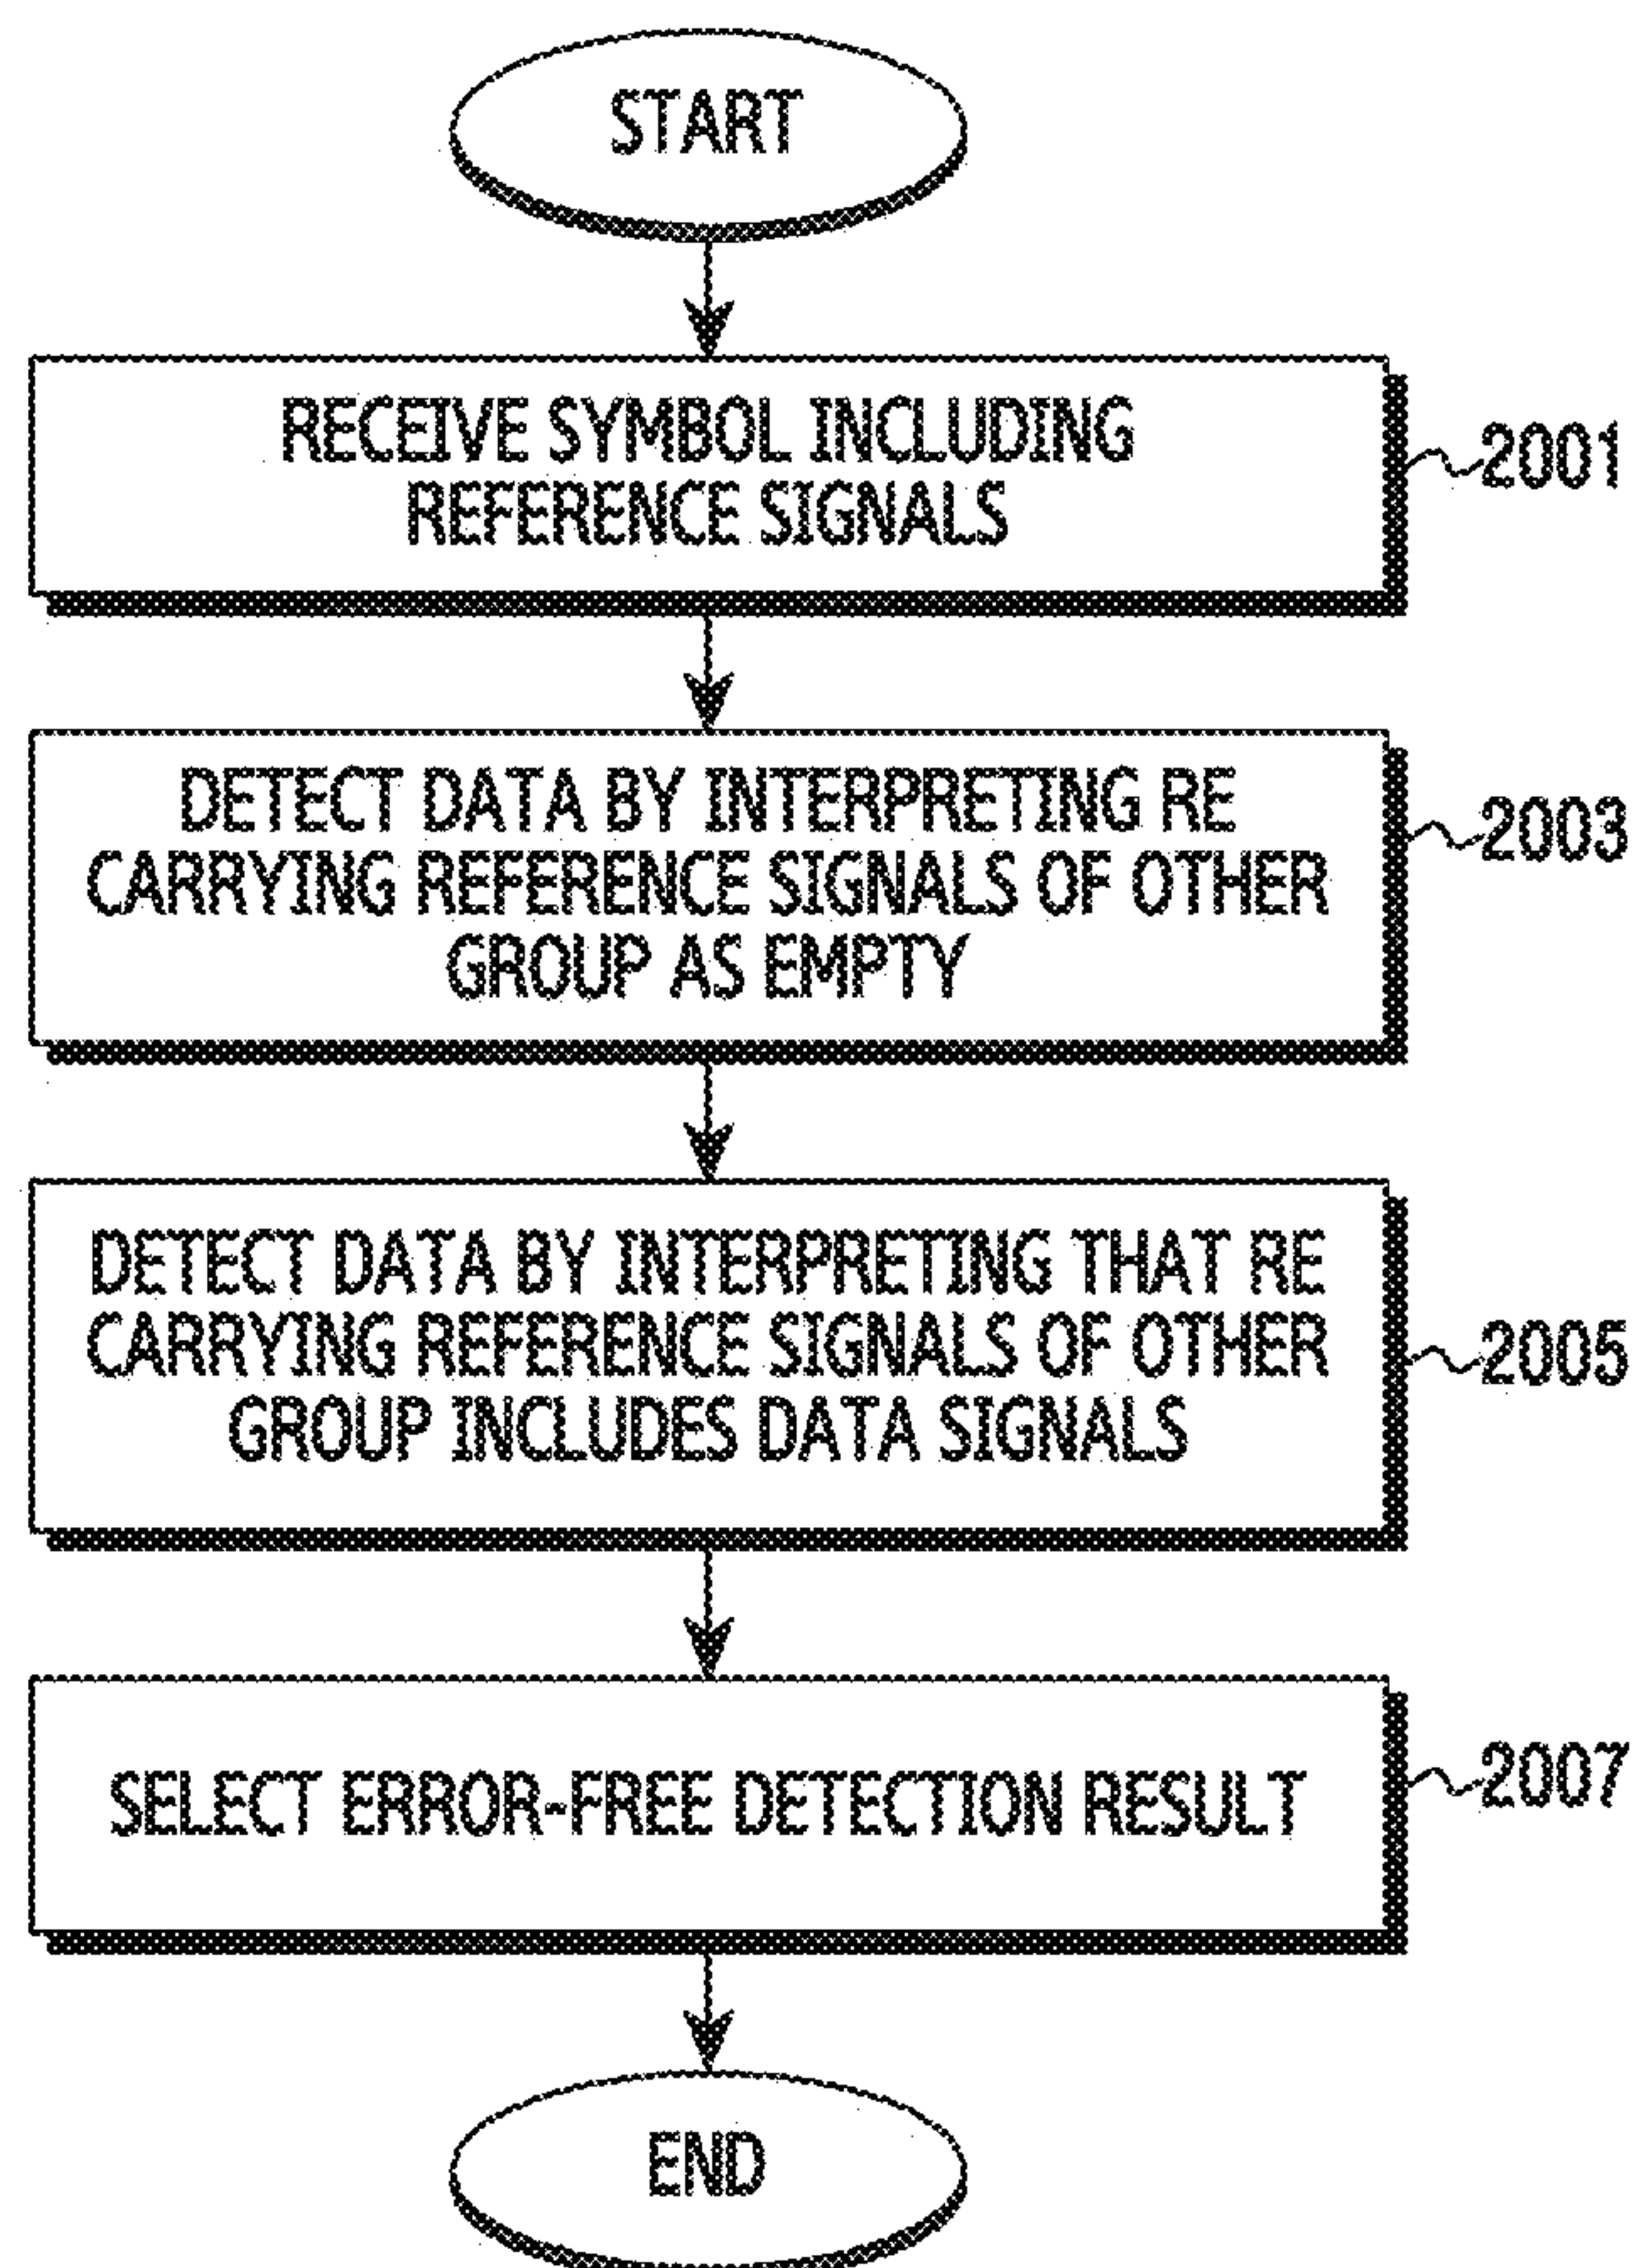 START
RECEIVE SYMBOL INCLUDING
REFERENCE SIGNALS
2001
DETECT DATA BY INTERPRETING RE
CARRYING REFERENCE SIGNALS OF OTHER
GROUP AS EMPTY
2003
DETECT DATA BY INTERPRETING THAT RE
CARRYING REFERENCE SIGNALS OF OTHER
GROUP INCLUDES DATA SIGNALS
2005
SELECT ERROR-FREE DETECTION RESULT
2007
END